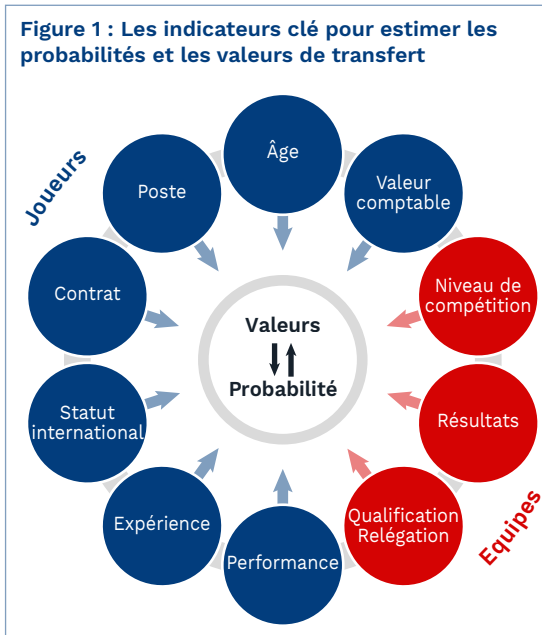 Figure 1 : Les indicateurs clé pour estimer les
probabilités et les valeurs de transfert
Joueurs
Âge
Poste
Valeur
comptable
Contrat
Niveau de
compétition
Valeurs
Probabilité
Statut
international
Résultats
Expérience
Qualification
Relégation
Performance
Equipes